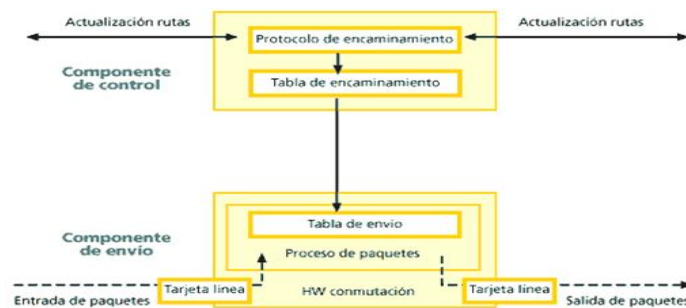 Actualización rutas
Actualización rutas
Protocolo de encaminamiento
Componente
de control
Tabla de encaminamiento
Tabla de envío
Componente
de envío
Proceso de paquetes
Tarjeta línea
Tarjeta línea
Entrada de paquetes
HW conmutación
Salida de paquetes